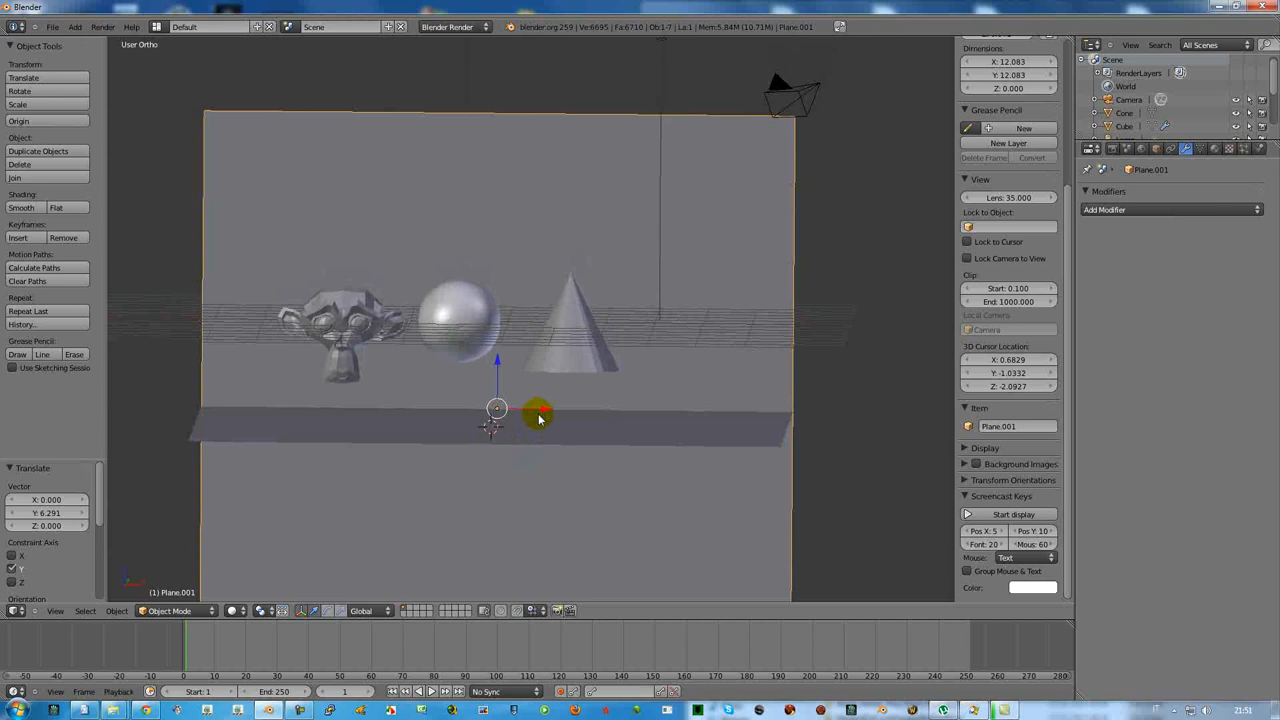 Blender
File Add Render Help Default Scene Blender Render blender.org 259 | Ve:6695 | Fa:6710 | Ob:1-7 | La:1 | Mem:5.84M (10.71M) | Plane.001
Object Tools
Transform:
Translate
Rotate
Scale
Origin
Object:
Duplicate Objects
Delete
Join
Shading:
Smooth Flat
Keyframes:
Insert Remove
Motion Paths:
Calculate Paths
Clear Paths
Repeat:
Repeat Last
History...
Grease Pencil:
Draw Line Erase
Use Sketching Sessio
Translate
Vector
X: 0.000
Y: 6.291
Z: 0.000
Constraint Axis
X
Y
Z
Orientation
User Ortho
(1) Plane.001
View Select Object Object Mode Global
Dimensions:
X: 12.083
Y: 12.083
Z: 0.000
Grease Pencil
New
New Layer
Delete Frame Convert
View
Lens: 35.000
Lock to Object:
Lock to Cursor
Lock Camera to View
Clip:
Start: 0.100
End: 1000.000
Local Camera:
Camera
3D Cursor Location:
X: 0.6829
Y: -1.0332
Z: -2.0927
Item
Plane.001
Display
Background Images
Transform Orientations
Screencast Keys
Start display
Pos X: 5 Pos Y: 10
Font: 20 Mous: 60
Mouse: Text
Group Mouse & Text
Color:
View Search All Scenes
Scene
RenderLayers
World
Camera
Cone
Cube
Plane.001
Modifiers
Add Modifier
-50 -40 -30 -20 -10 0 10 20 30 40 50 60 70 80 90 100 110 120 130 140 150 160 170 180 190 200 210 220 230 240 250 260 270 280
View Frame Playback Start: 1 End: 250 1 No Sync
IT 21:51